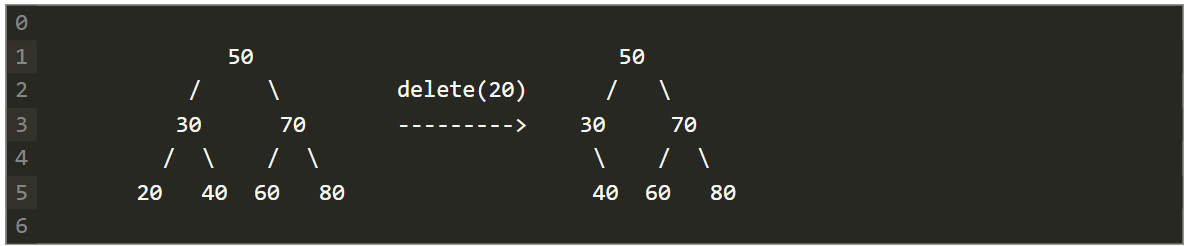 0
1 50 50
2 / \ delete(20) / \
3 30 70 ---------> 30 70
4 / \ / \ \ / \
5 20 40 60 80 40 60 80
6